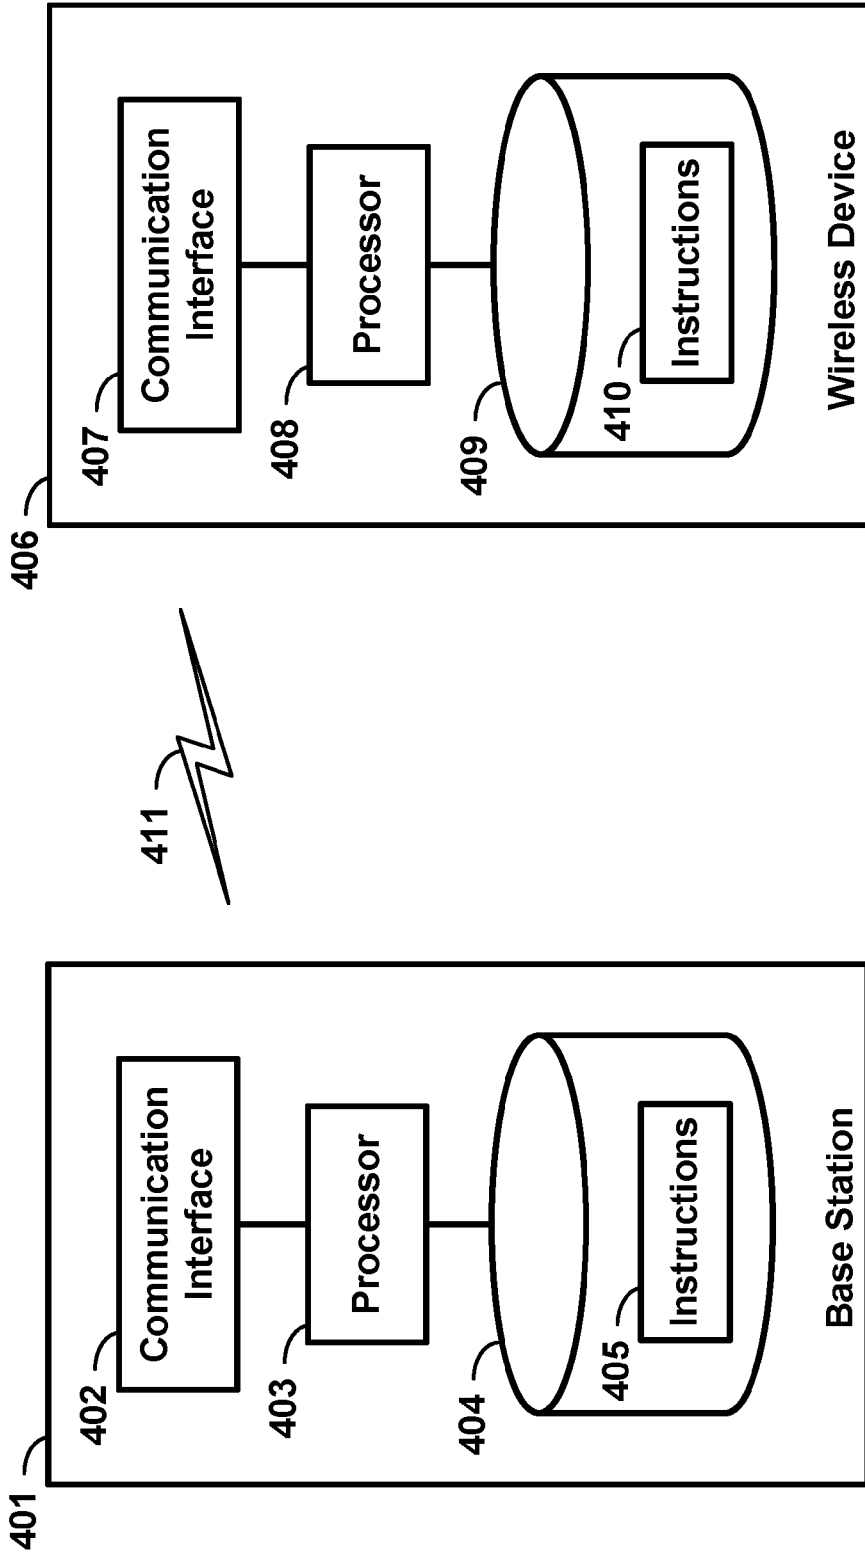 401
402
Communication
Interface
403
Processor
404
405
Instructions
Base Station
411
406
407
Communication
Interface
408
Processor
409
410
Instructions
Wireless Device